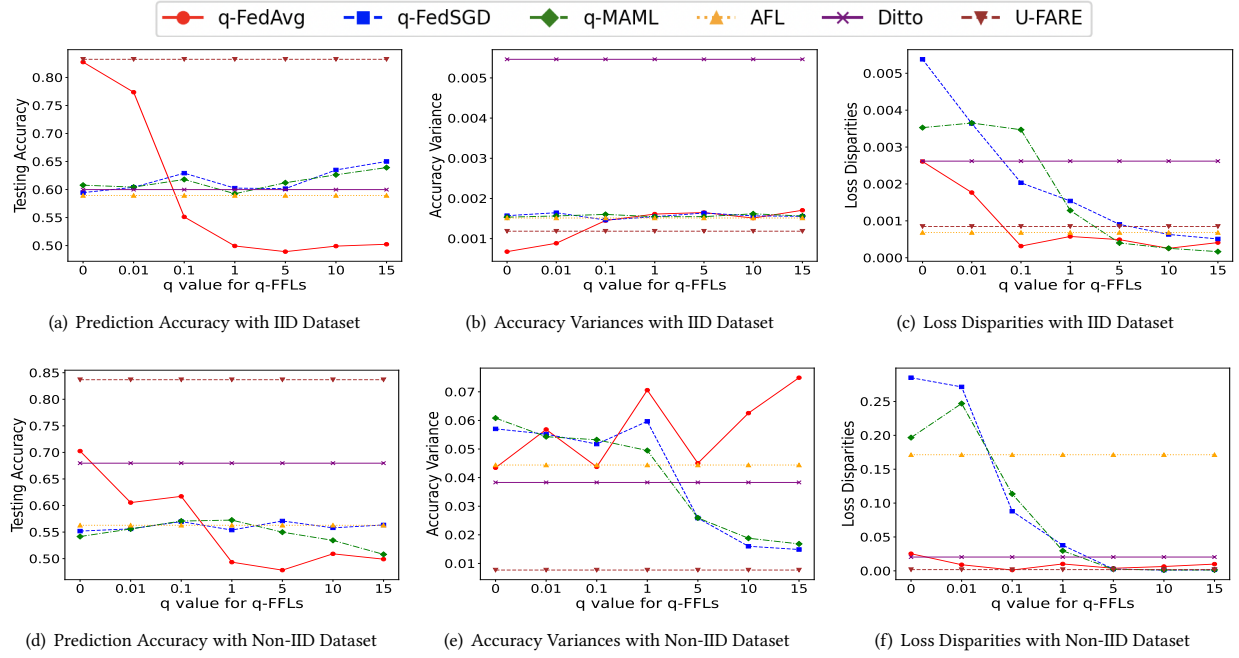 q-FedAvg q-FedSGD q-MAML AFL Ditto U-FARE
Testing Accuracy
0.80
0.75
0.70
0.65
0.60
0.55
0.50
0 0.01 0.1 1 5 10 15
q value for q-FFLs
(a) Prediction Accuracy with IID Dataset
Accuracy Variance
0.005
0.004
0.003
0.002
0.001
0 0.01 0.1 1 5 10 15
q value for q-FFLs
(b) Accuracy Variances with IID Dataset
Loss Disparities
0.005
0.004
0.003
0.002
0.001
0.000
0 0.01 0.1 1 5 10 15
q value for q-FFLs
(c) Loss Disparities with IID Dataset
Testing Accuracy
0.85
0.80
0.75
0.70
0.65
0.60
0.55
0.50
0 0.01 0.1 1 5 10 15
q value for q-FFLs
(d) Prediction Accuracy with Non-IID Dataset
Accuracy Variance
0.07
0.06
0.05
0.04
0.03
0.02
0.01
0 0.01 0.1 1 5 10 15
q value for q-FFLs
(e) Accuracy Variances with Non-IID Dataset
Loss Disparities
0.25
0.20
0.15
0.10
0.05
0.00
0 0.01 0.1 1 5 10 15
q value for q-FFLs
(f) Loss Disparities with Non-IID Dataset